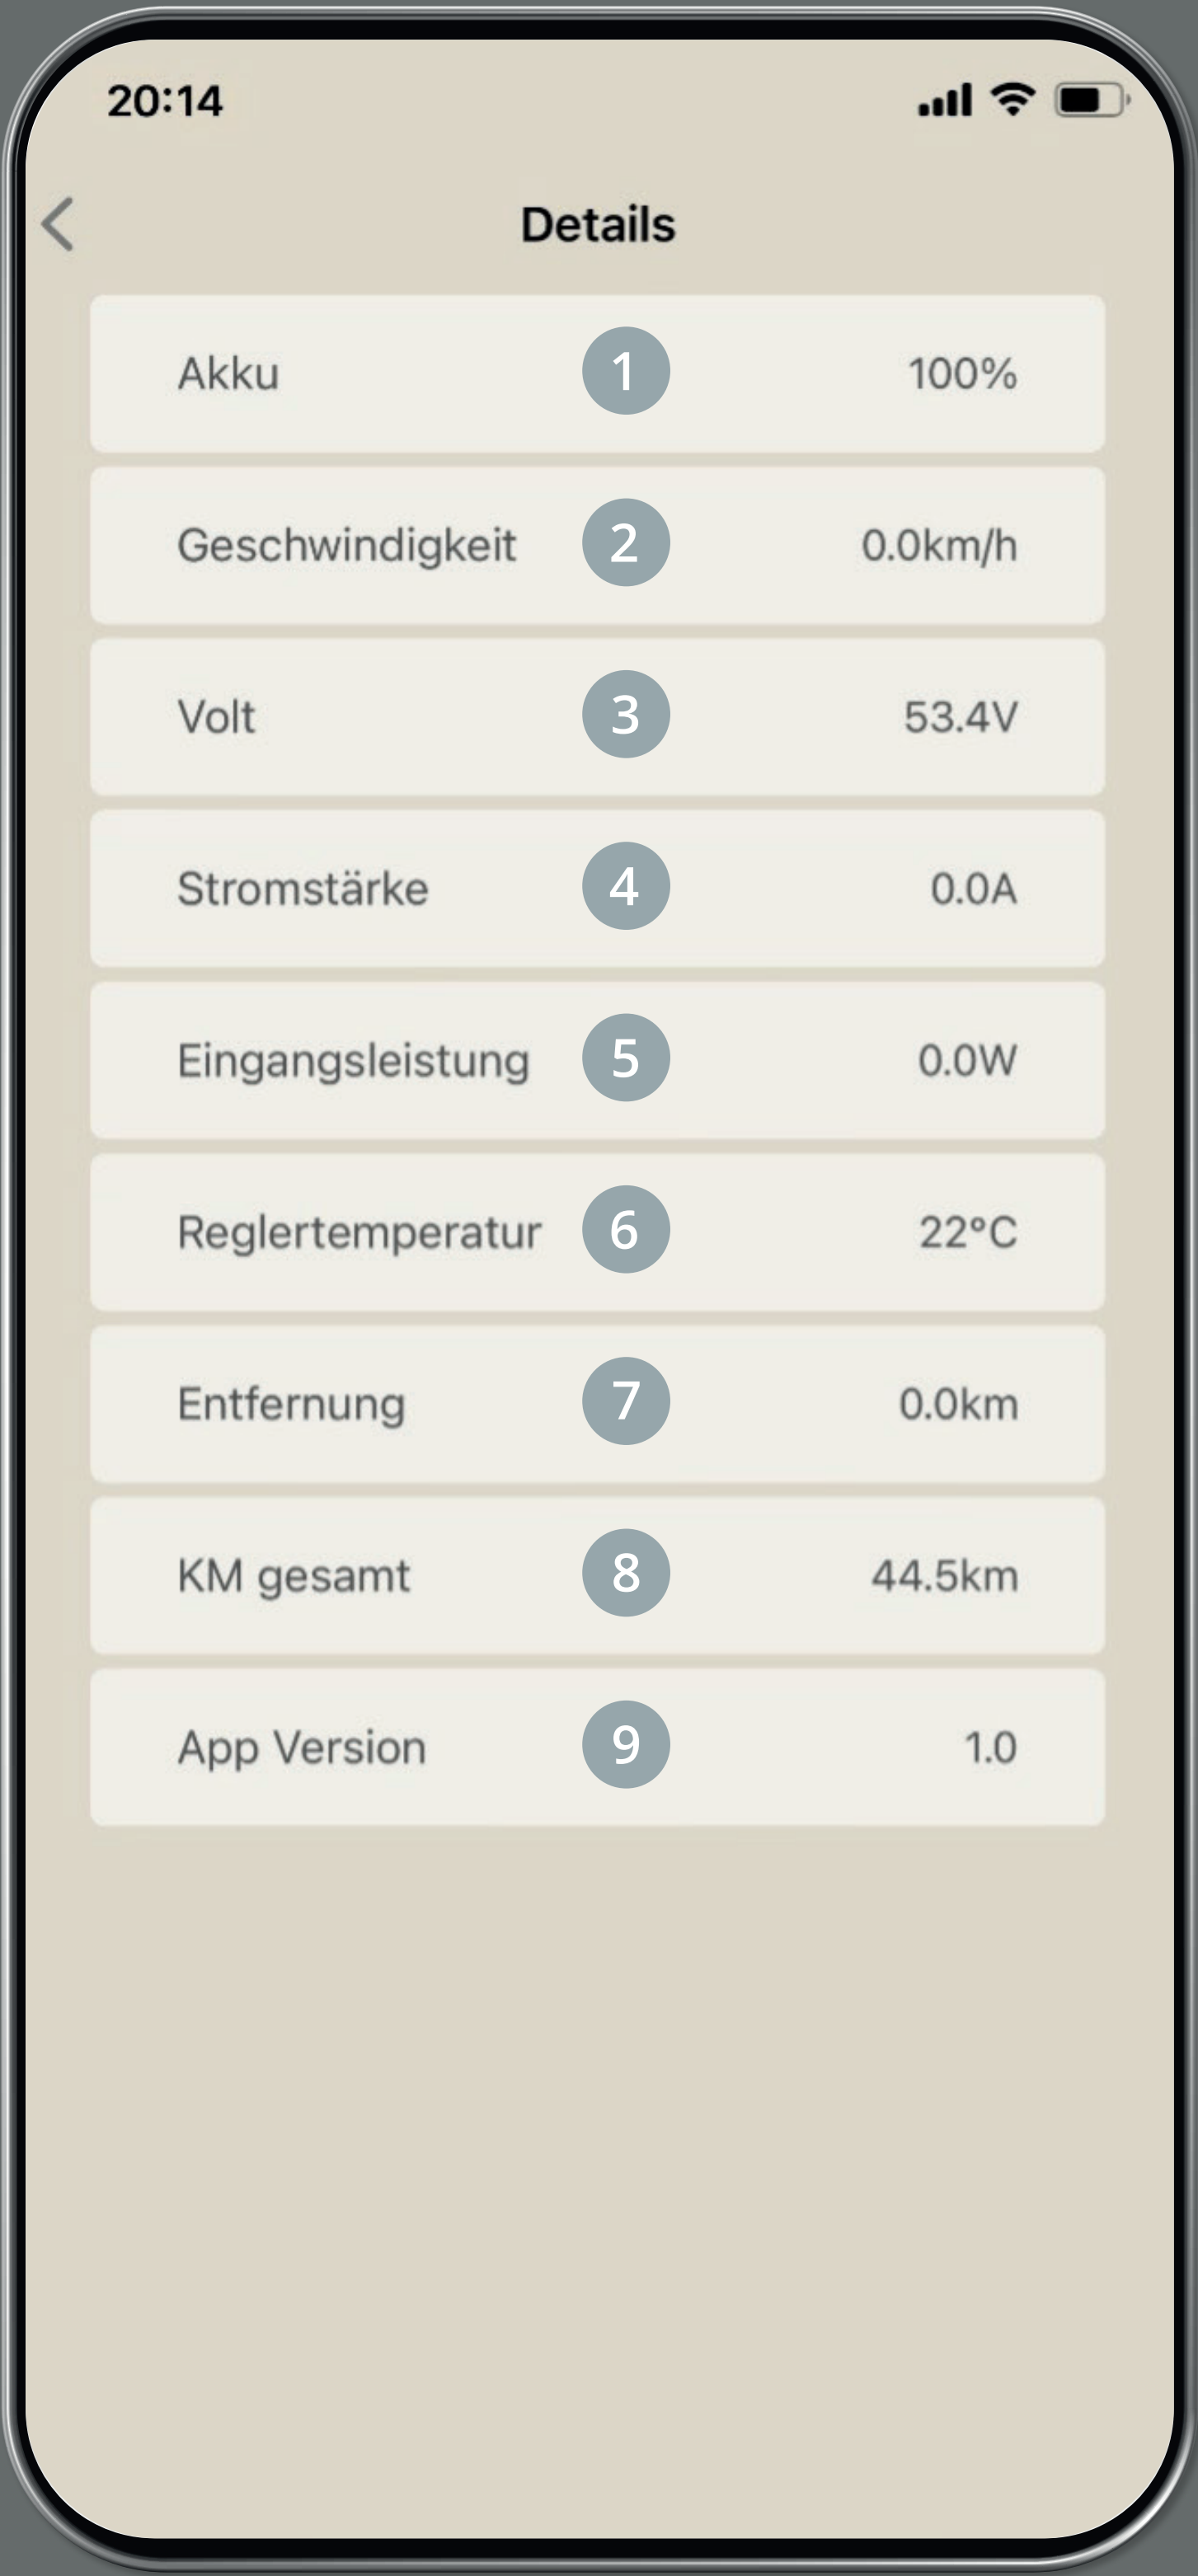 20:14
Details
Akku 1 100%
Geschwindigkeit 2 0.0km/h
Volt 3 53.4V
Stromstärke 4 0.0A
Eingangsleistung 5 0.0W
Reglertemperatur 6 22°C
Entfernung 7 0.0km
KM gesamt 8 44.5km
App Version 9 1.0